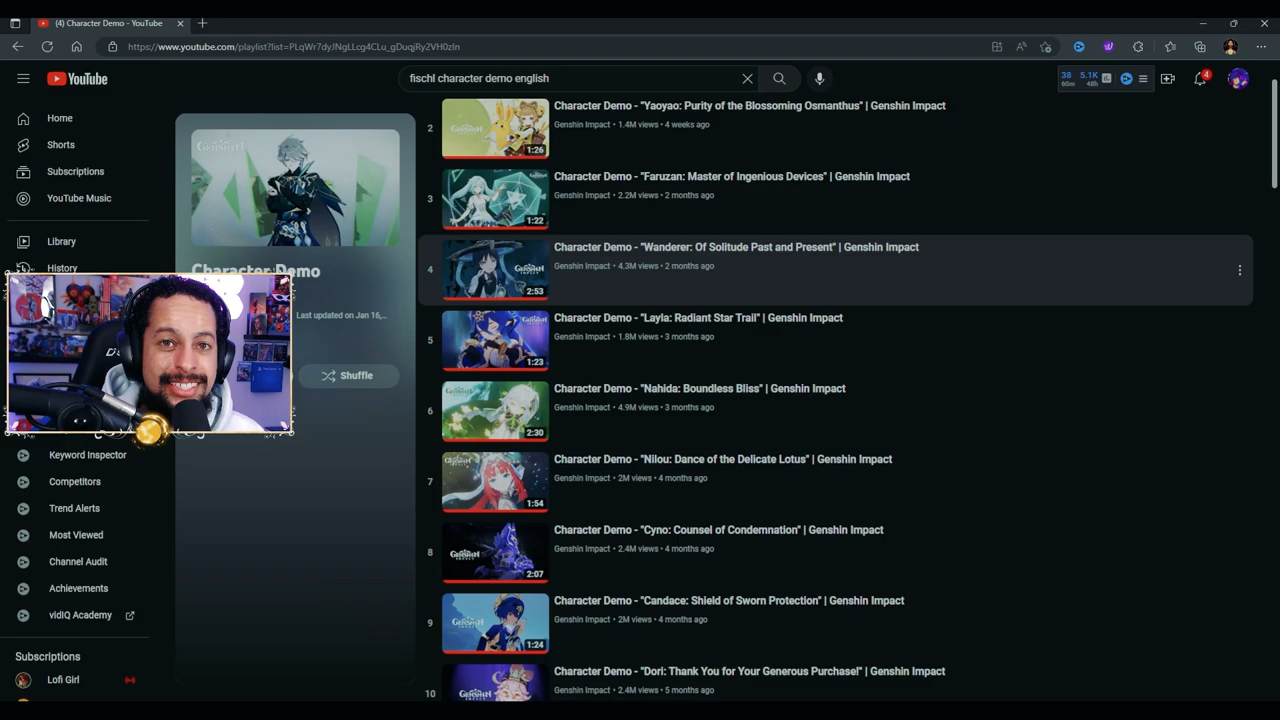 (4) Character Demo - YouTube
https://www.youtube.com/playlist?list=PLqWr7dyJNgLLcg4CLu_gDuqjRy2VH0zln
YouTube
fischl character demo english
38
60m
5.1K
48h
4
Home
Shorts
Subscriptions
YouTube Music
Library
History
Keyword Inspector
Competitors
Trend Alerts
Most Viewed
Channel Audit
Achievements
vidIQ Academy
Subscriptions
Lofi Girl
GENSHIN IMPACT
Character Demo
Last updated on Jan 16,...
Shuffle
2
1:26
Character Demo - "Yaoyao: Purity of the Blossoming Osmanthus" | Genshin Impact
Genshin Impact • 1.4M views • 4 weeks ago
3
1:22
Character Demo - "Faruzan: Master of Ingenious Devices" | Genshin Impact
Genshin Impact • 2.2M views • 2 months ago
4
2:53
Character Demo - "Wanderer: Of Solitude Past and Present" | Genshin Impact
Genshin Impact • 4.3M views • 2 months ago
5
1:23
Character Demo - "Layla: Radiant Star Trail" | Genshin Impact
Genshin Impact • 1.8M views • 3 months ago
6
2:30
Character Demo - "Nahida: Boundless Bliss" | Genshin Impact
Genshin Impact • 4.9M views • 3 months ago
7
1:54
Character Demo - "Nilou: Dance of the Delicate Lotus" | Genshin Impact
Genshin Impact • 2M views • 4 months ago
8
2:07
Character Demo - "Cyno: Counsel of Condemnation" | Genshin Impact
Genshin Impact • 2.4M views • 4 months ago
9
1:24
Character Demo - "Candace: Shield of Sworn Protection" | Genshin Impact
Genshin Impact • 2M views • 4 months ago
10
Character Demo - "Dori: Thank You for Your Generous Purchase!" | Genshin Impact
Genshin Impact • 2.4M views • 5 months ago